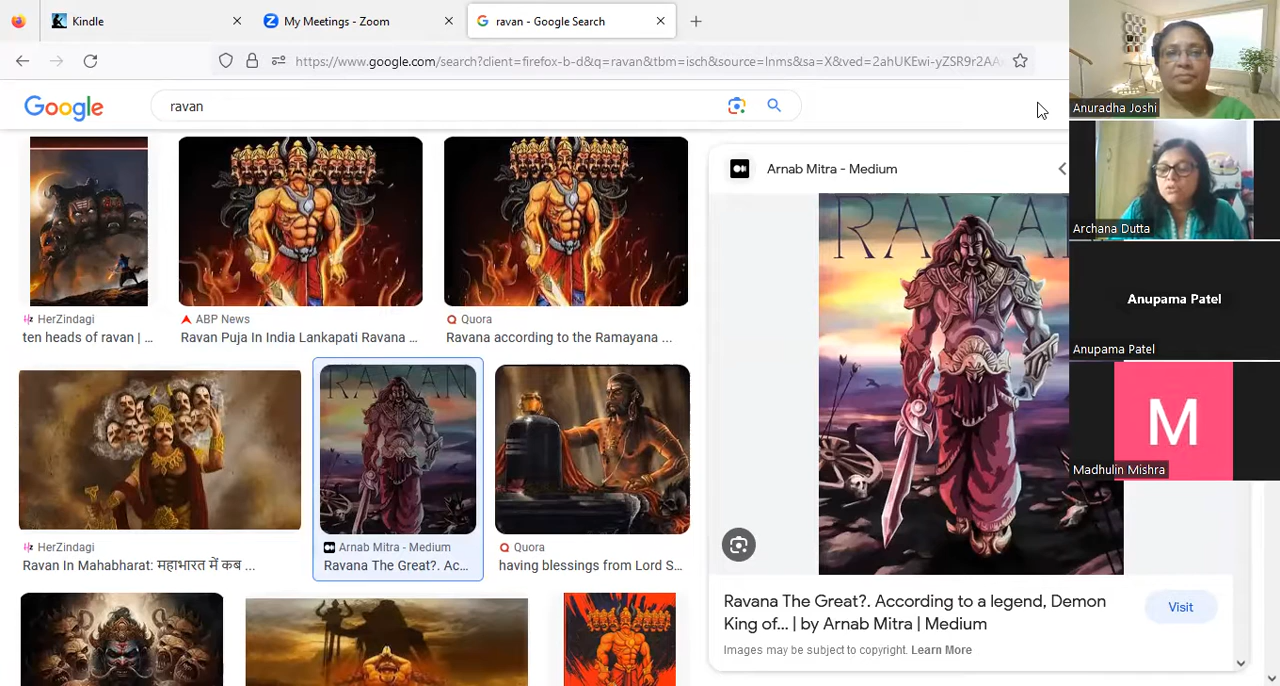 Kindle
My Meetings - Zoom
ravan - Google Search
https://www.google.com/search?client=firefox-b-d&q=ravan&tbm=isch&source=lnms&sa=X&ved=2ahUKEwi-yZSR9r2AA
Google
ravan
HerZindagi
ten heads of ravan | ...
ABP News
Ravan Puja In India Lankapati Ravana ...
Quora
Ravana according to the Ramayana ...
RAVAN
HerZindagi
Ravan In Mahabharat: महाभारत में कब ...
Arnab Mitra - Medium
Ravana The Great?. Ac...
Quora
having blessings from Lord S...
Arnab Mitra - Medium
RAVAN
Ravana The Great?. According to a legend, Demon
King of... | by Arnab Mitra | Medium
Visit
Images may be subject to copyright. Learn More
Anuradha Joshi
Archana Dutta
Anupama Patel
Anupama Patel
M
Madhulin Mishra